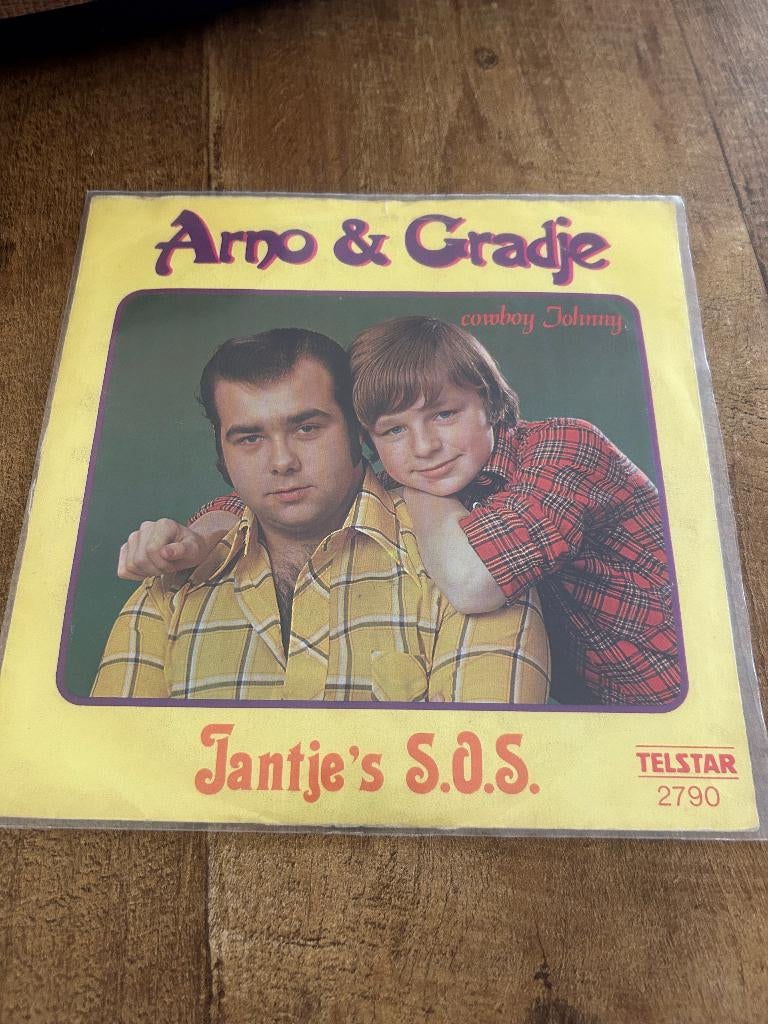 Arno & Gradje
cowboy Johnny
Jantje's S.O.S.
TELSTAR
2790